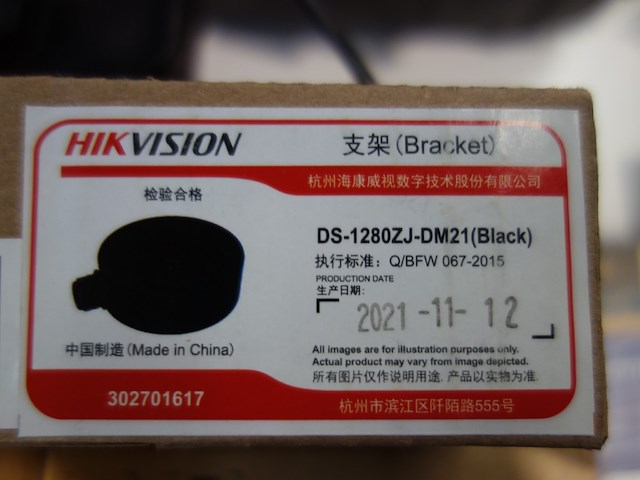 HIKVISION
支架(Bracket)
杭州海康威视数字技术股份有限公司
检验合格
DS-1280ZJ-DM21(Black)
执行标准：Q/BFW 067-2015
PRODUCTION DATE
生产日期:
2021-11-12
中国制造(Made in China)
All images are for illustration purposes only.
Actual product may vary from image depicted.
所有图片仅作说明用途, 产品以实物为准.
302701617
杭州市滨江区阡陌路555号